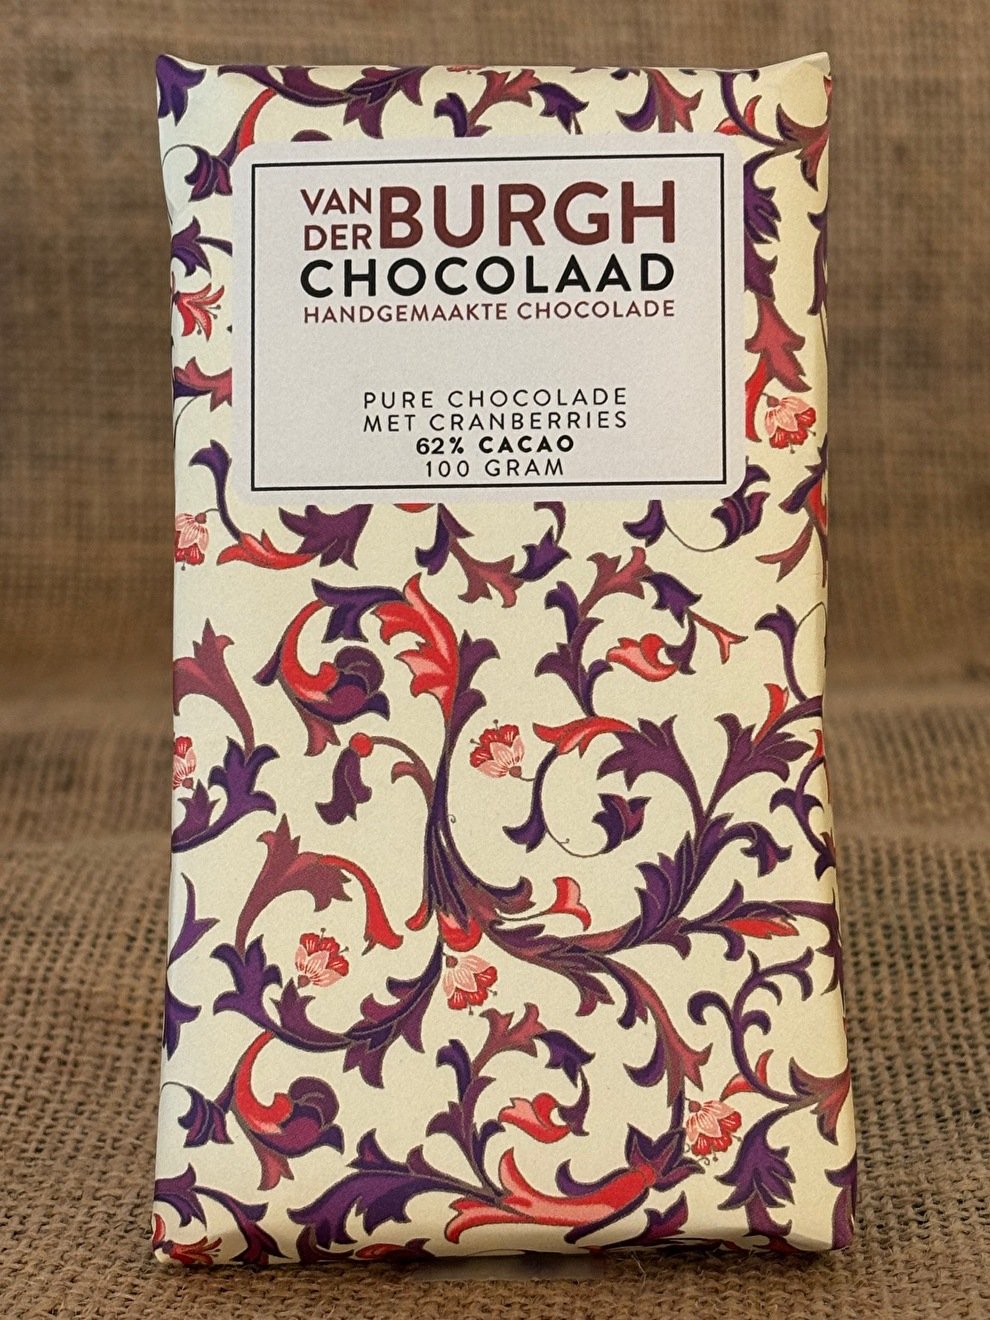 VAN DER BURGH
CHOCOLAAD
HANDGEMAAKTE CHOCOLADE
PURE CHOCOLADE
MET CRANBERRIES
62% CACAO
100 GRAM